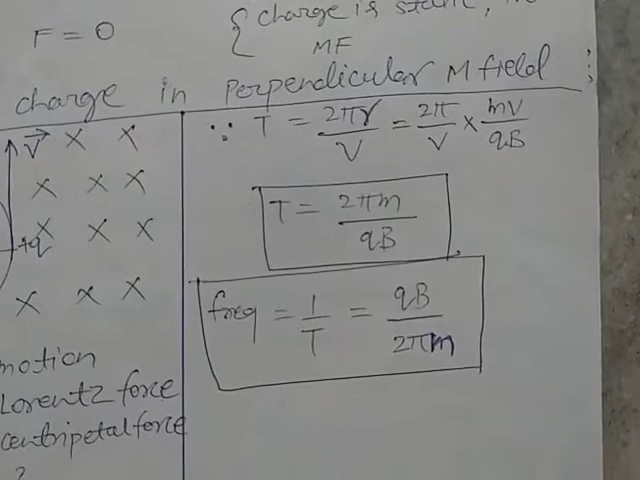 F = 0
{ charge is
MF
charge in perpendicular M field
V⃗ × ×
× × ×
× × ×
+q
× × ×
motion
Lorentz force
centripetal force
∵ T = 2πr/V = 2π/V × mV/qB
T = 2πm/qB
freq = 1/T = qB/2πm